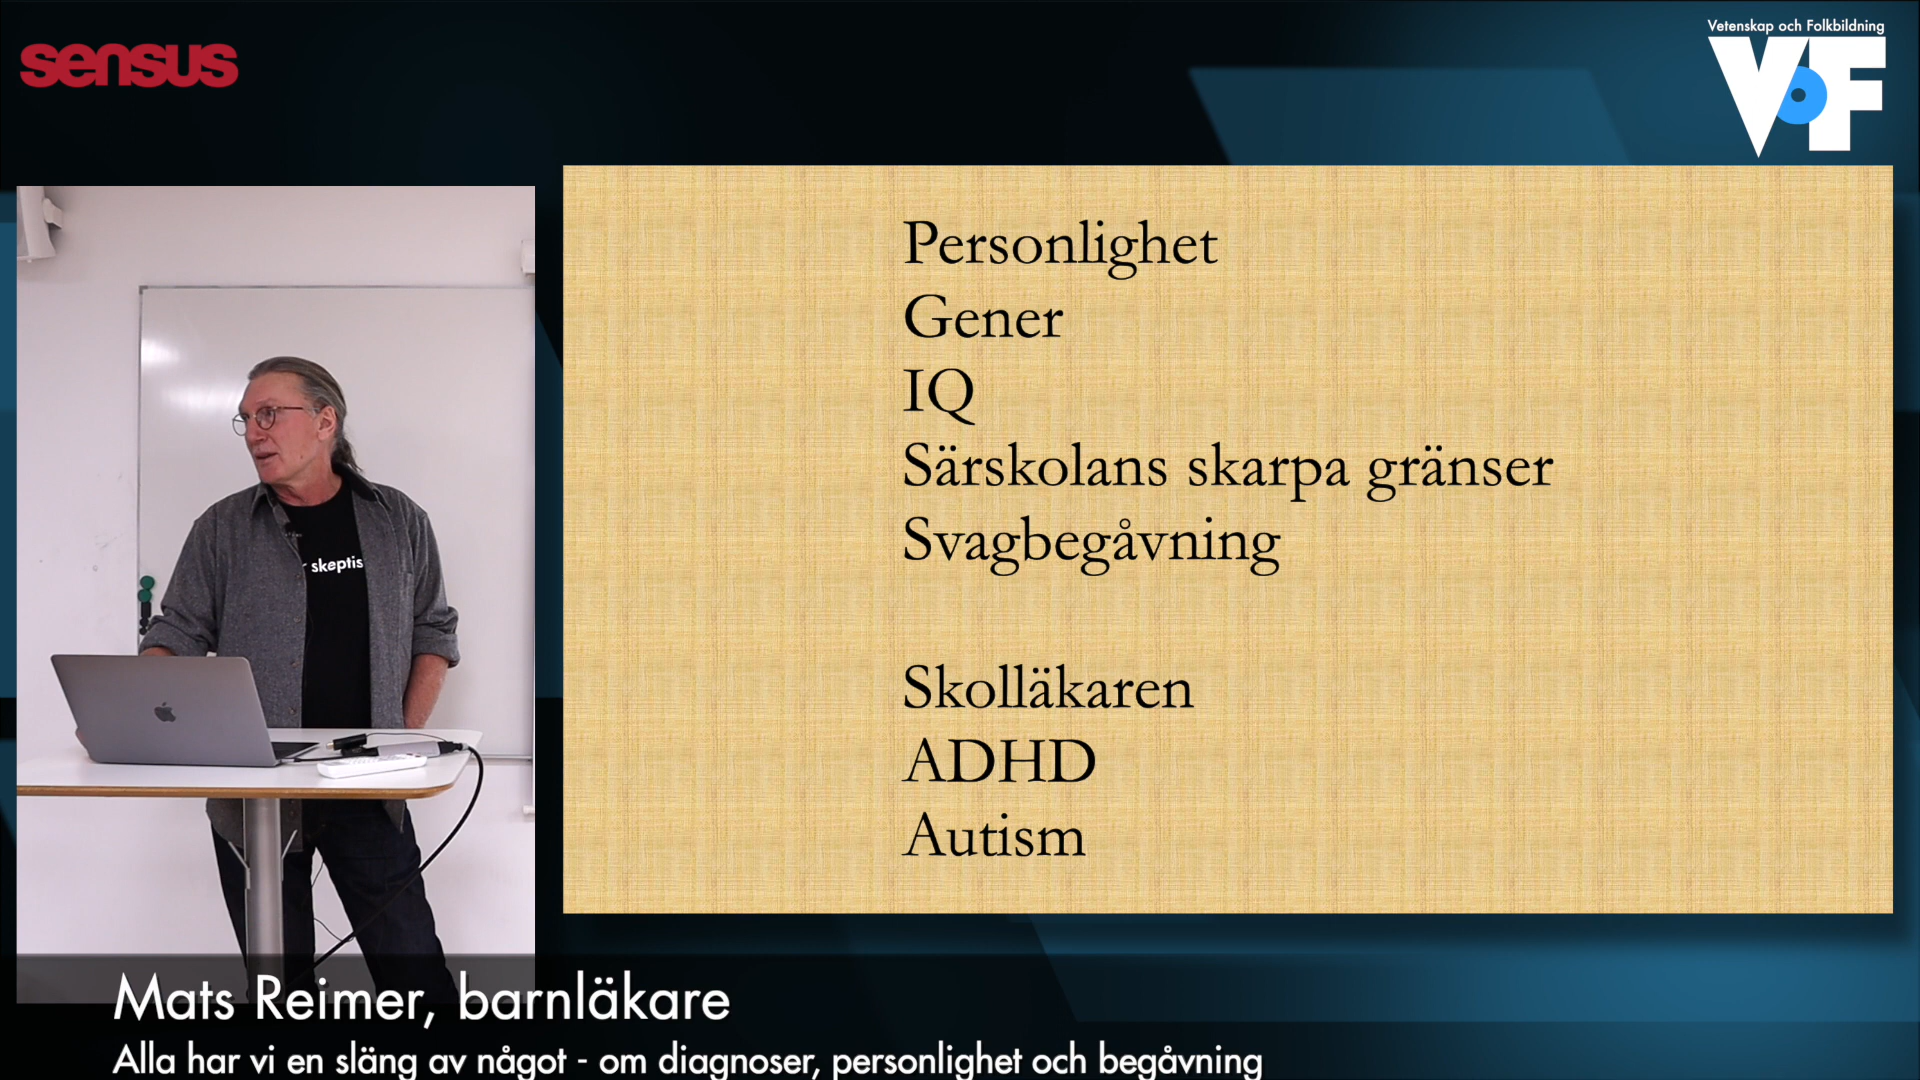 sensus
Vetenskap och Folkbildning
VoF
Personlighet
Gener
IQ
Särskolans skarpa gränser
Svagbegåvning
Skolläkaren
ADHD
Autism
r skeptis
Mats Reimer, barnläkare
Alla har vi en släng av något - om diagnoser, personlighet och begåvning